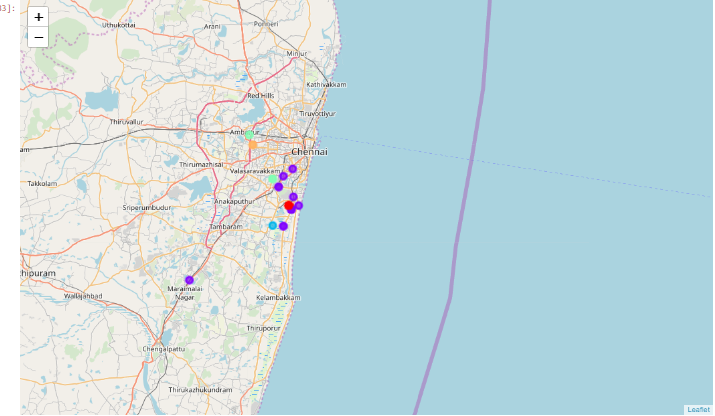 3]:
+
−
Uthukottai
Arani
Ponneri
Minjur
Kathivakkam
Red Hills
Tiruvottiyur
Thiruvallur
Ambattur
Chennai
Thirumazhisai
Valasaravakkam
Takkolam
Anakaputhur
Sriperumbudur
Tambaram
hipuram
Maraimalai
Nagar
Wallajahbad
Kelambakkam
Thiruporur
Chengalpattu
Thirukazhukundram
Leaflet